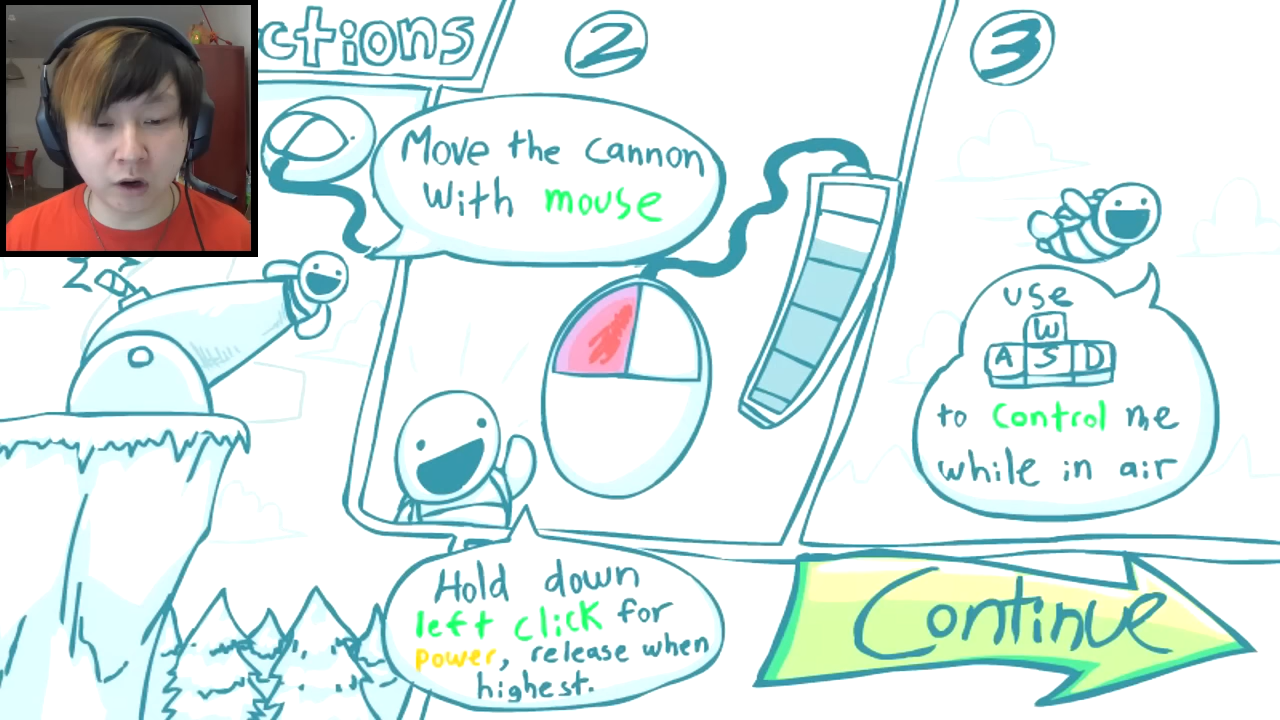 ctions
2
3
Move the cannon
With mouse
use
W
A S D
to control me
while in air
Hold down
left click for
power, release when
highest.
Continue